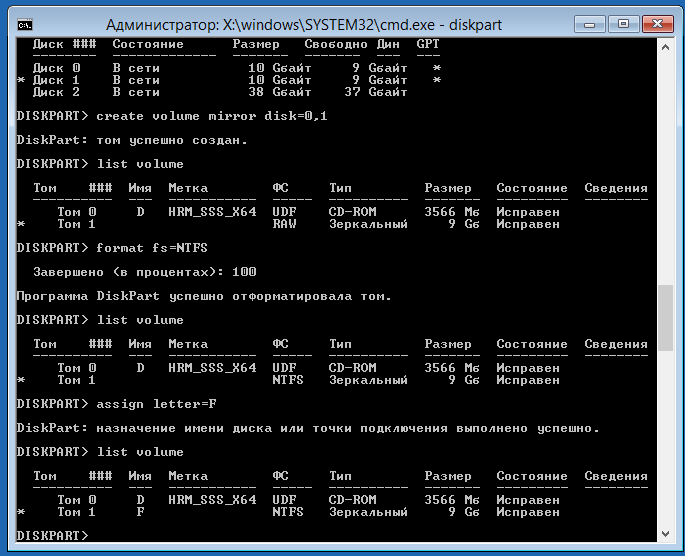 Администратор: X:\windows\SYSTEM32\cmd.exe - diskpart
Диск ### Состояние Размер Свободно Дин GPT
-------- ------------- ------- ------- --- ---
Диск 0 В сети 10 Gбайт 9 Gбайт *
* Диск 1 В сети 10 Gбайт 9 Gбайт *
Диск 2 В сети 38 Gбайт 37 Gбайт
DISKPART> create volume mirror disk=0,1
DiskPart: том успешно создан.
DISKPART> list volume
Том ### Имя Метка ФС Тип Размер Состояние Сведения
---------- --- ----------- ----- ---------- ------- --------- --------
Том 0 D HRM_SSS_X64 UDF CD-ROM 3566 Mб Исправен
* Том 1 RAW Зеркальный 9 Gб Исправен
DISKPART> format fs=NTFS
Завершено (в процентах): 100
Программа DiskPart успешно отформатировала том.
DISKPART> list volume
Том ### Имя Метка ФС Тип Размер Состояние Сведения
---------- --- ----------- ----- ---------- ------- --------- --------
Том 0 D HRM_SSS_X64 UDF CD-ROM 3566 Mб Исправен
* Том 1 NTFS Зеркальный 9 Gб Исправен
DISKPART> assign letter=F
DiskPart: назначение имени диска или точки подключения выполнено успешно.
DISKPART> list volume
Том ### Имя Метка ФС Тип Размер Состояние Сведения
---------- --- ----------- ----- ---------- ------- --------- --------
Том 0 D HRM_SSS_X64 UDF CD-ROM 3566 Mб Исправен
* Том 1 F NTFS Зеркальный 9 Gб Исправен
DISKPART>